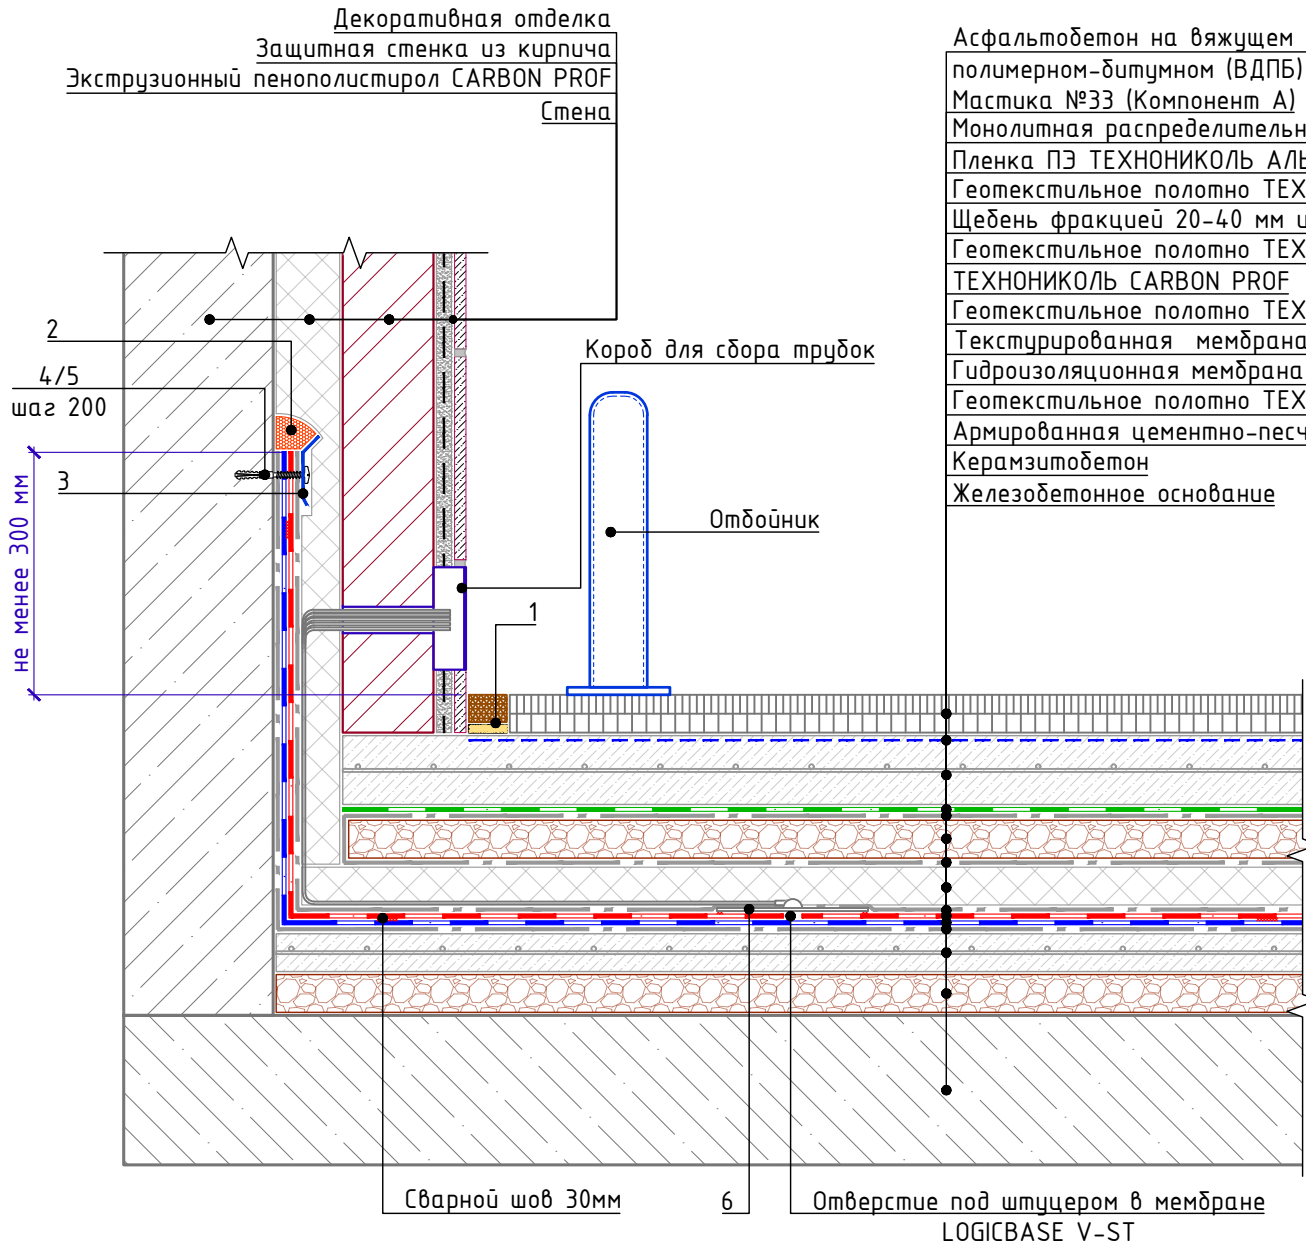 Декоративная отделка
Защитная стенка из кирпича
Экструзионный пенополистирол CARBON PROF
Стена
Асфальтобетон на вяжущем
полимерном-битумном (ВДПБ)
Мастика №33 (Компонент А)
Монолитная распределительн
Пленка ПЭ ТЕХНОНИКОЛЬ АЛЬ
Геотекстильное полотно ТЕХ
Щебень фракцией 20-40 мм и
Геотекстильное полотно ТЕХ
ТЕХНОНИКОЛЬ CARBON PROF
Геотекстильное полотно ТЕХ
Текстурированная мембрана
Гидроизоляционная мембрана
Геотекстильное полотно ТЕХ
Армированная цементно-песч
Керамзитобетон
Железобетонное основание
2
4/5
шаг 200
3
не менее 300 мм
Короб для сбора трубок
Отбойник
1
Сварной шов 30мм
6
Отверстие под штуцером в мембране
LOGICBASE V-ST